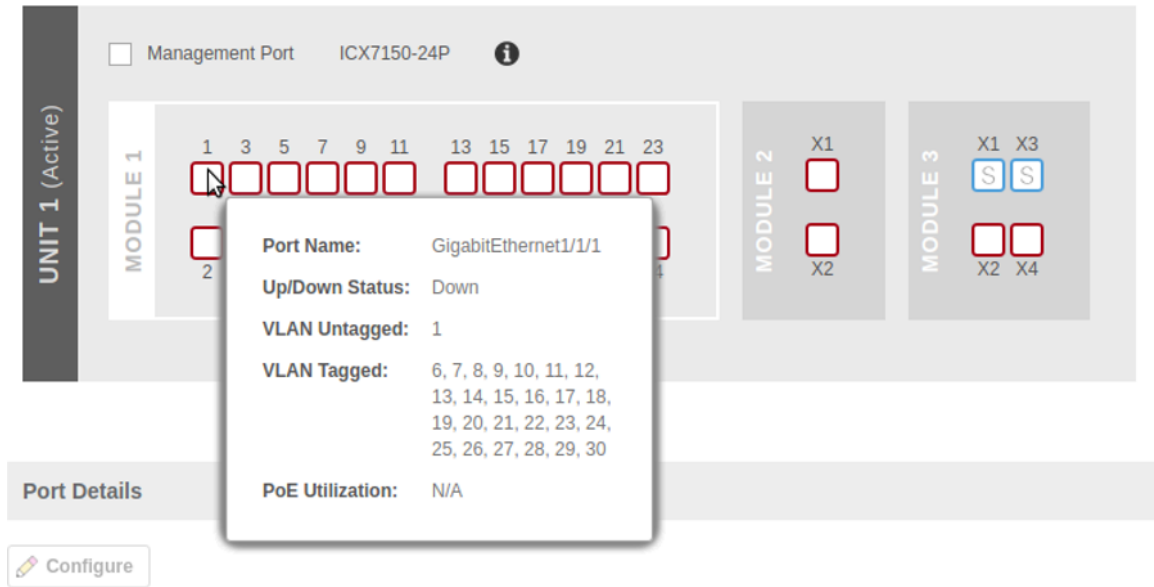 Management Port ICX7150-24P
UNIT 1 (Active)
MODULE 1
1 3 5 7 9 11 13 15 17 19 21 23
2
MODULE 2
X1
X2
MODULE 3
X1 X3
S S
X2 X4
Port Name: GigabitEthernet1/1/1
Up/Down Status: Down
VLAN Untagged: 1
VLAN Tagged: 6, 7, 8, 9, 10, 11, 12,
13, 14, 15, 16, 17, 18,
19, 20, 21, 22, 23, 24,
25, 26, 27, 28, 29, 30
PoE Utilization: N/A
Port Details
Configure